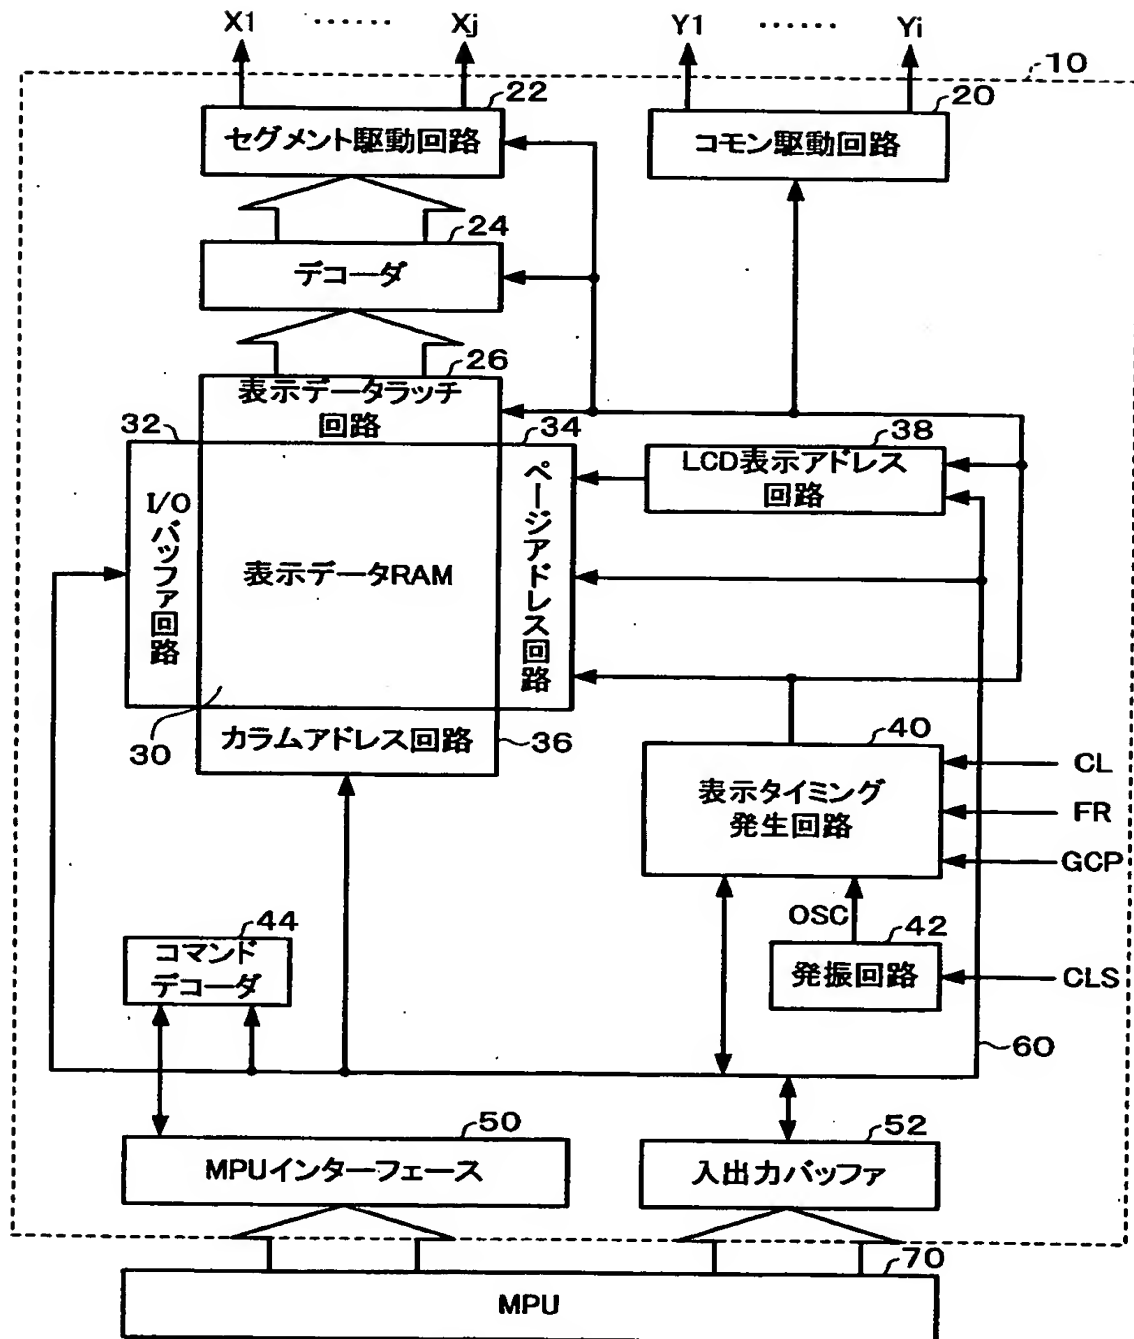 X1 ······ Xj
Y1 ······ Yi
10
22
20
セグメント駆動回路
コモン駆動回路
24
デコーダ
26
表示データラッチ
回路
32
34
38
LCD表示アドレス
回路
I/O
バッファ回路
表示データRAM
ページアドレス回路
30
カラムアドレス回路
36
40
表示タイミング
発生回路
CL
FR
GCP
OSC
42
発振回路
CLS
44
コマンド
デコーダ
60
50
MPUインターフェース
52
入出力バッファ
70
MPU